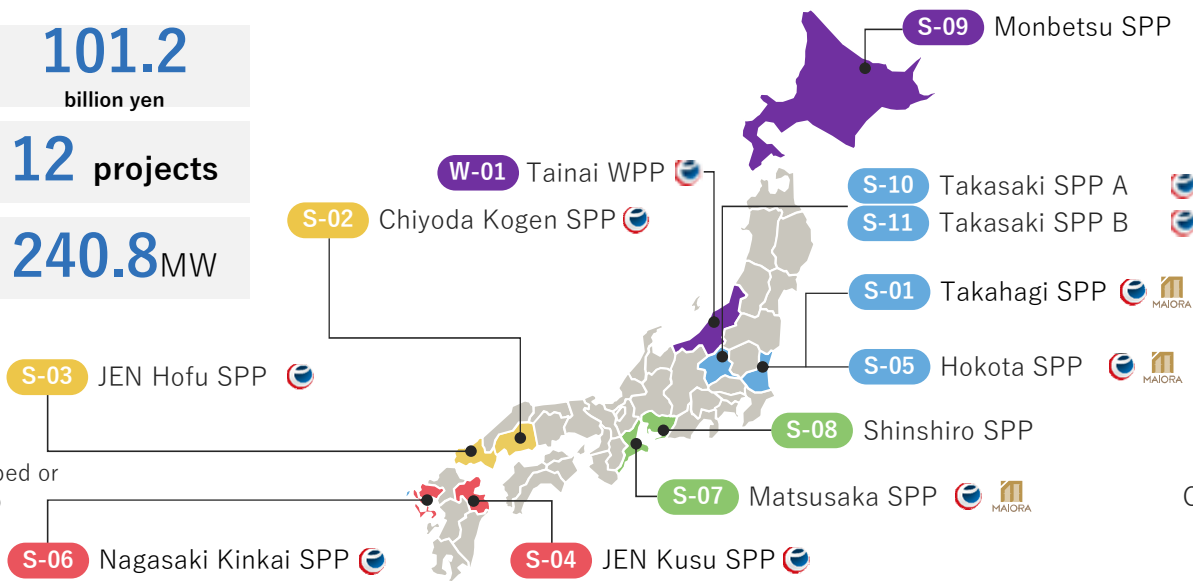 101.2
billion yen
12 projects
240.8MW
S-09 Monbetsu SPP
W-01 Tainai WPP
S-10 Takasaki SPP A
S-02 Chiyoda Kogen SPP
S-11 Takasaki SPP B
S-01 Takahagi SPP
MAIORA
S-03 JEN Hofu SPP
S-05 Hokota SPP
MAIORA
S-08 Shinshiro SPP
ped or
S-07 Matsusaka SPP
MAIORA
S-06 Nagasaki Kinkai SPP
S-04 JEN Kusu SPP